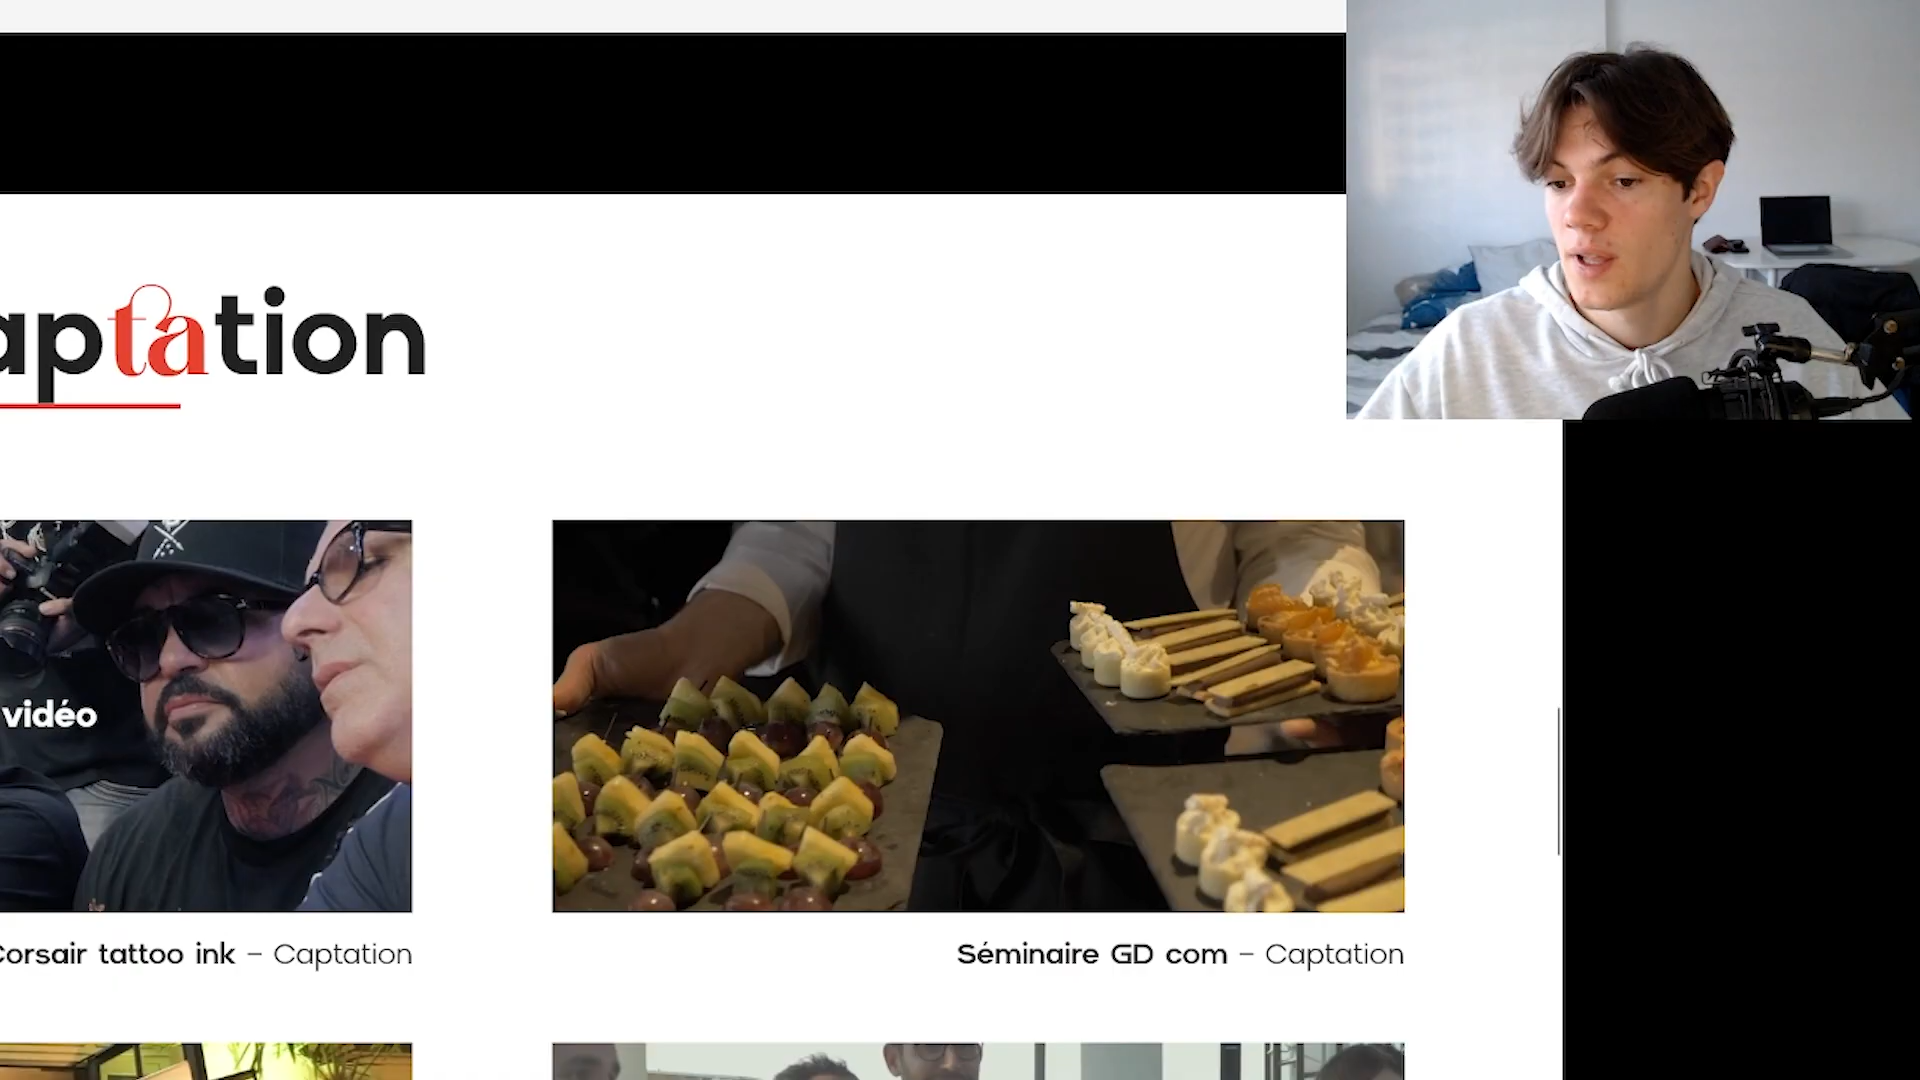 aptation
vidéo
Corsair tattoo ink – Captation
Séminaire GD com – Captation